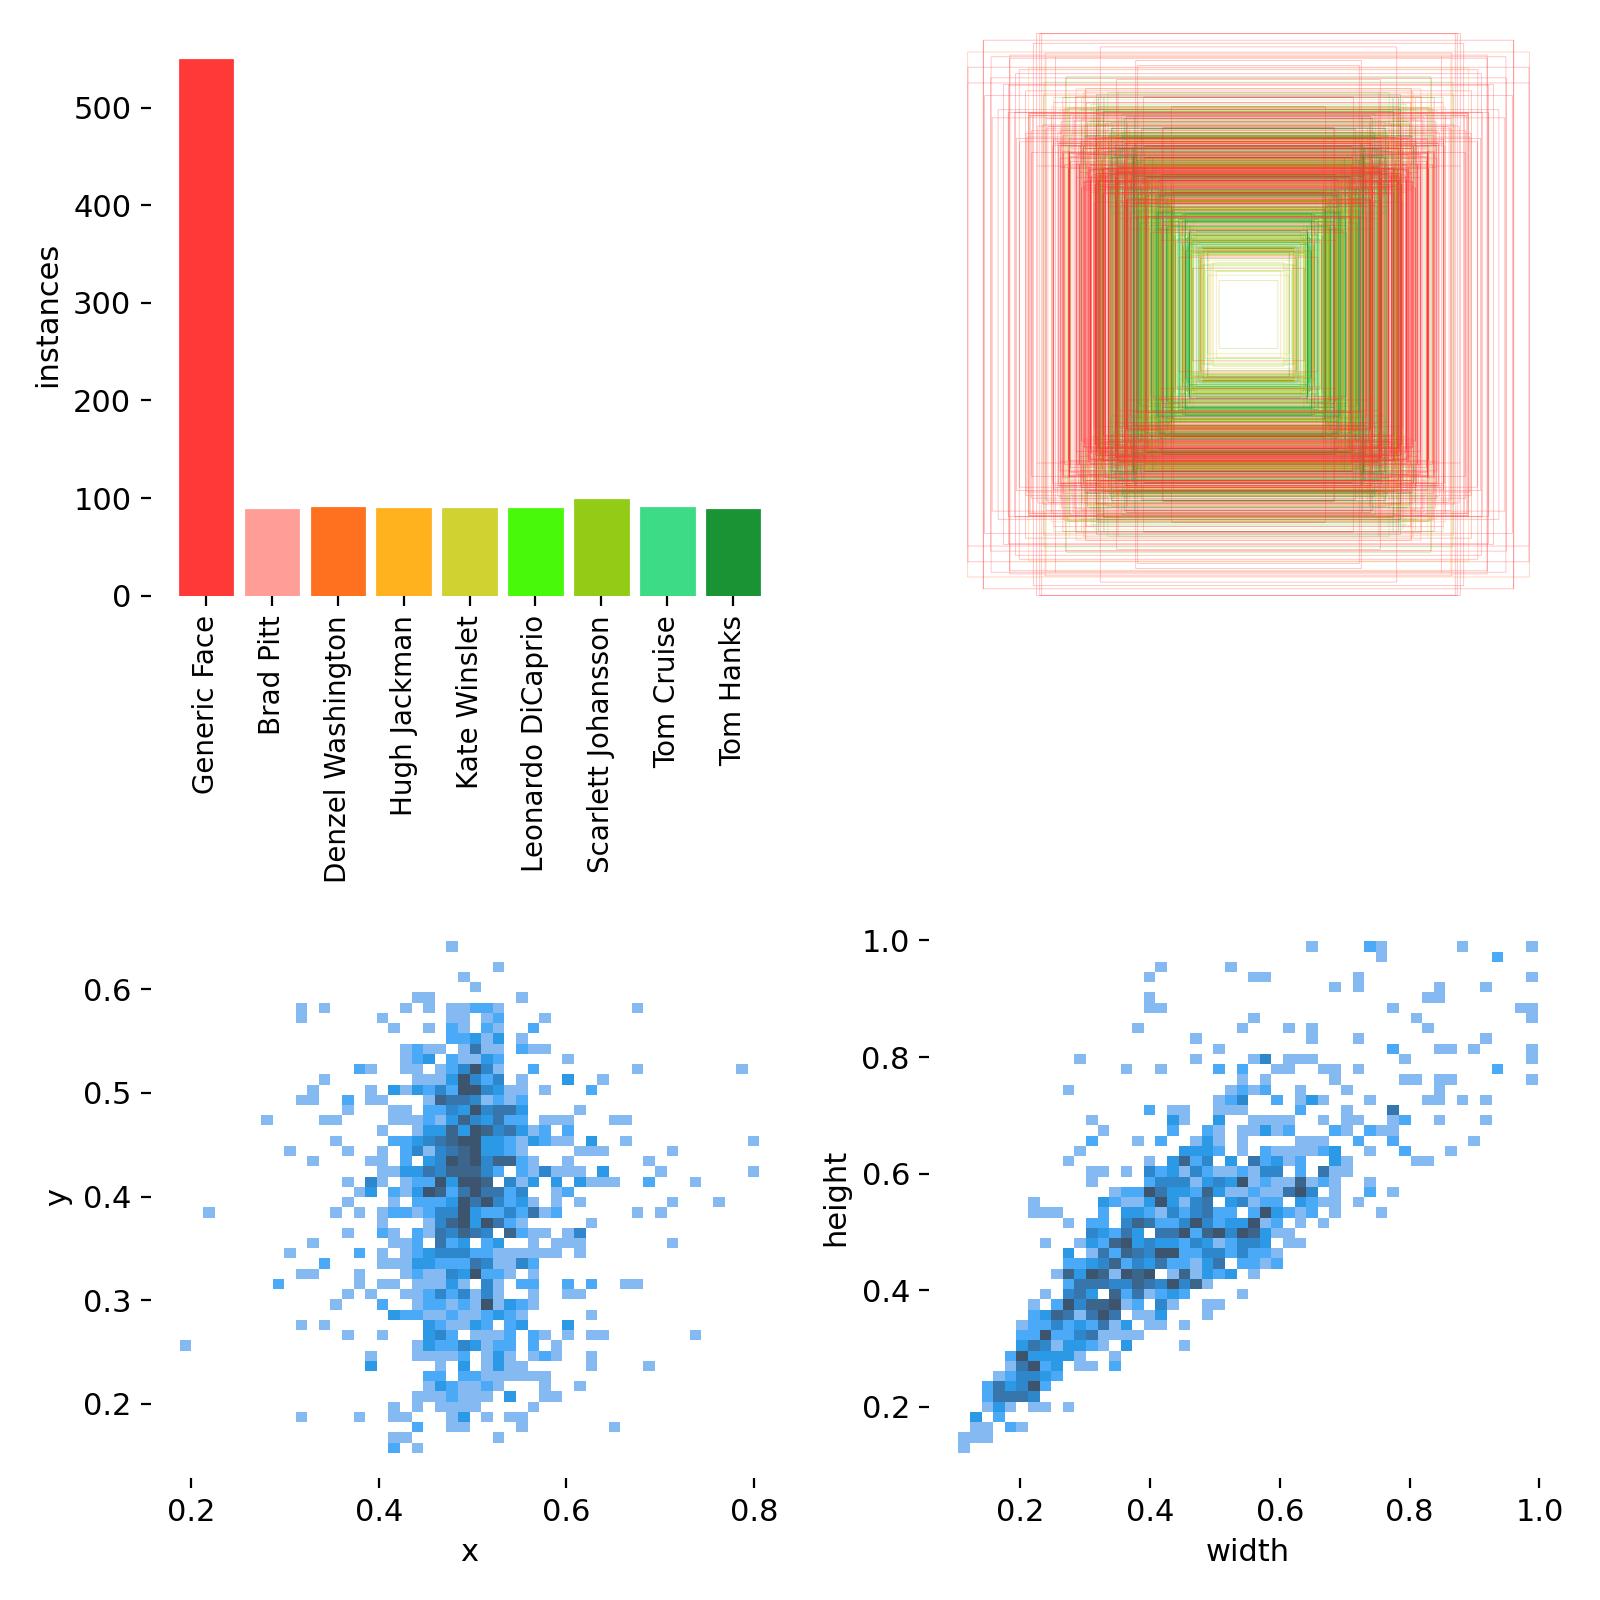 500
400
300
200
100
0
instances
Generic Face
Brad Pitt
Denzel Washington
Hugh Jackman
Kate Winslet
Leonardo DiCaprio
Scarlett Johansson
Tom Cruise
Tom Hanks
0.6
0.5
0.4
0.3
0.2
y
0.2 0.4 0.6 0.8
x
1.0
0.8
0.6
0.4
0.2
height
0.2 0.4 0.6 0.8 1.0
width